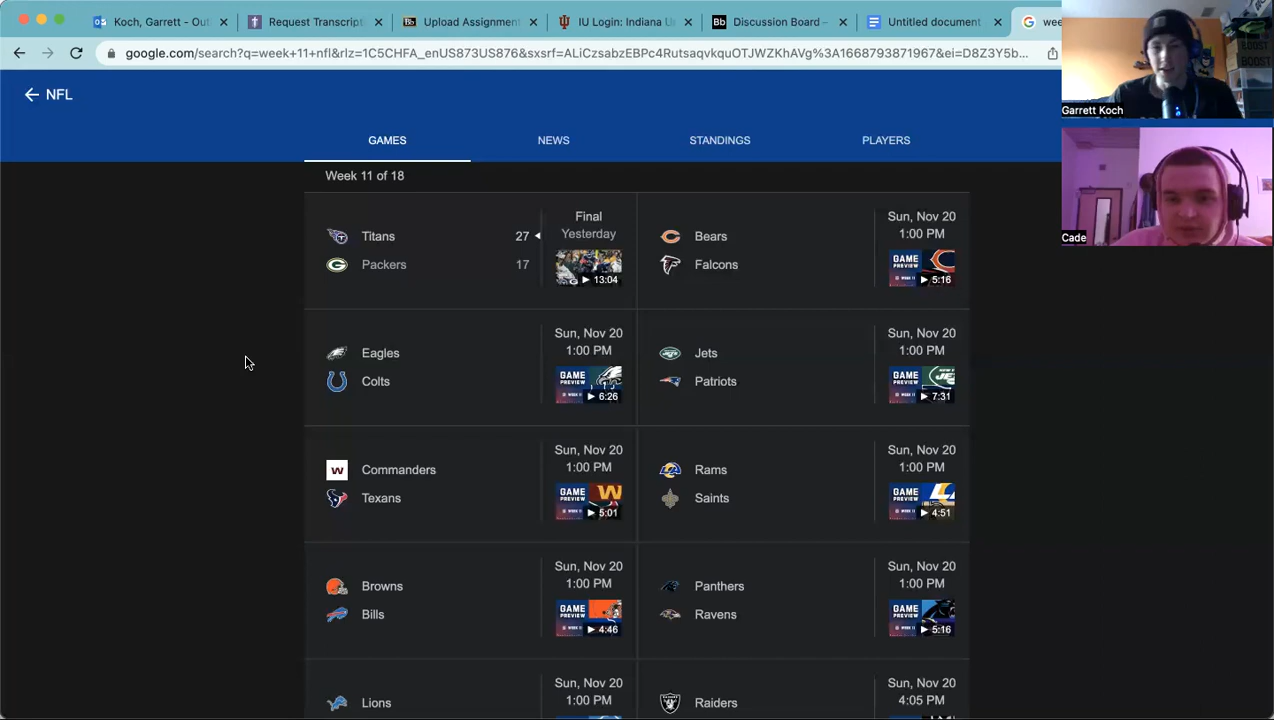 Koch, Garrett - Out
Request Transcript
Upload Assignment
IU Login: Indiana Un
Discussion Board –
Untitled document
wee
google.com/search?q=week+11+nfl&rlz=1C5CHFA_enUS873US876&sxsrf=ALiCzsabzEBPc4RutsaqvkquOTJWZKhAVg%3A1668793871967&ei=D8Z3Y5b...
NFL
GAMES
NEWS
STANDINGS
PLAYERS
Garrett Koch
Cade
Week 11 of 18
Titans 27
Packers 17
Final
Yesterday
13:04
Bears
Falcons
Sun, Nov 20
1:00 PM
GAME
PREVIEW
5:16
Eagles
Colts
Sun, Nov 20
1:00 PM
GAME
PREVIEW
6:26
Jets
Patriots
Sun, Nov 20
1:00 PM
GAME
PREVIEW
7:31
Commanders
Texans
Sun, Nov 20
1:00 PM
GAME
PREVIEW
5:01
Rams
Saints
Sun, Nov 20
1:00 PM
GAME
PREVIEW
4:51
Browns
Bills
Sun, Nov 20
1:00 PM
GAME
PREVIEW
4:46
Panthers
Ravens
Sun, Nov 20
1:00 PM
GAME
PREVIEW
5:16
Lions
Sun, Nov 20
1:00 PM
Raiders
Sun, Nov 20
4:05 PM